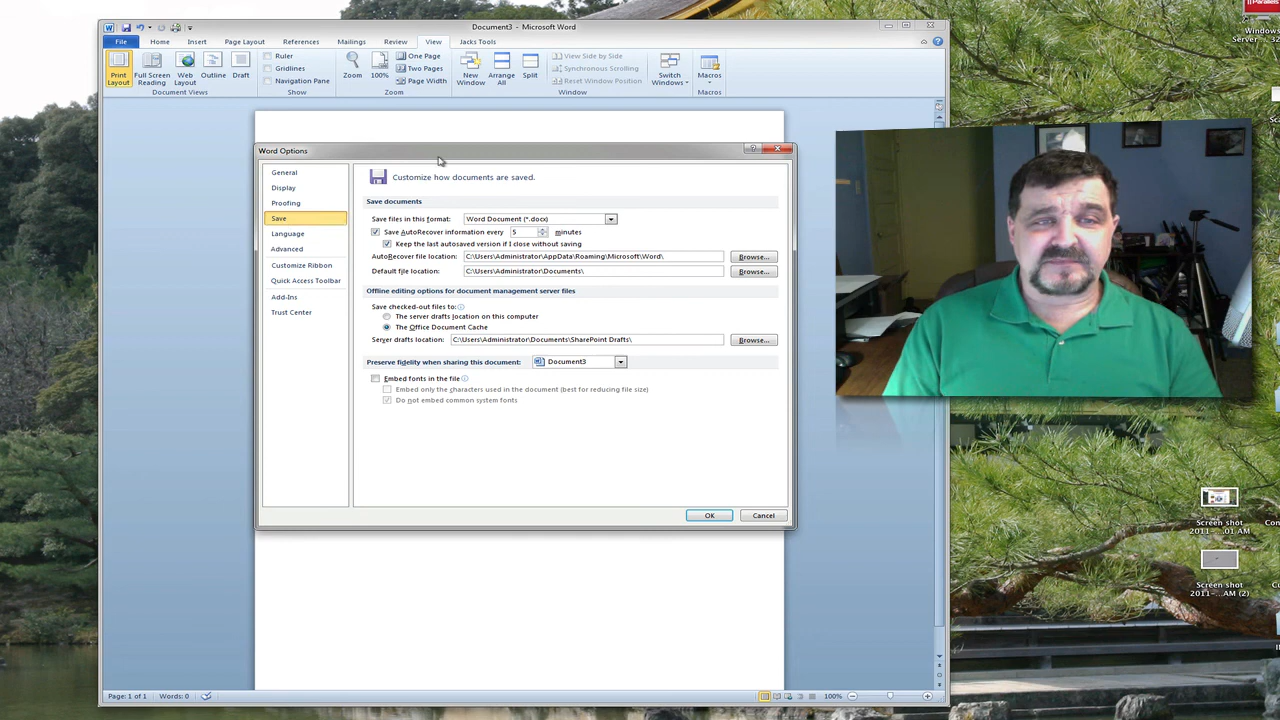 Document3 - Microsoft Word
Parallels
Windows
Server
File Home Insert Page Layout References Mailings Review View Jacks Tools
Print Layout
Full Screen Reading
Web Layout
Outline
Draft
Document Views
Ruler
Gridlines
Navigation Pane
Show
Zoom
100%
One Page
Two Pages
Page Width
Zoom
New Window
Arrange All
Split
View Side by Side
Synchronous Scrolling
Reset Window Position
Window
Switch Windows
Macros
Macros
Word Options
General
Display
Proofing
Save
Language
Advanced
Customize Ribbon
Quick Access Toolbar
Add-Ins
Trust Center
Customize how documents are saved.
Save documents
Save files in this format: Word Document (*.docx)
Save AutoRecover information every 5 minutes
Keep the last autosaved version if I close without saving
AutoRecover file location: C:\Users\Administrator\AppData\Roaming\Microsoft\Word\ Browse...
Default file location: C:\Users\Administrator\Documents\ Browse...
Offline editing options for document management server files
Save checked-out files to:
The server drafts location on this computer
The Office Document Cache
Server drafts location: C:\Users\Administrator\Documents\SharePoint Drafts\ Browse...
Preserve fidelity when sharing this document: Document3
Embed fonts in the file
Embed only the characters used in the document (best for reducing file size)
Do not embed common system fonts
OK Cancel
Screen shot
2011-...01 AM
Screen shot
2011-...AM (2)
Page: 1 of 1 Words: 0 100%